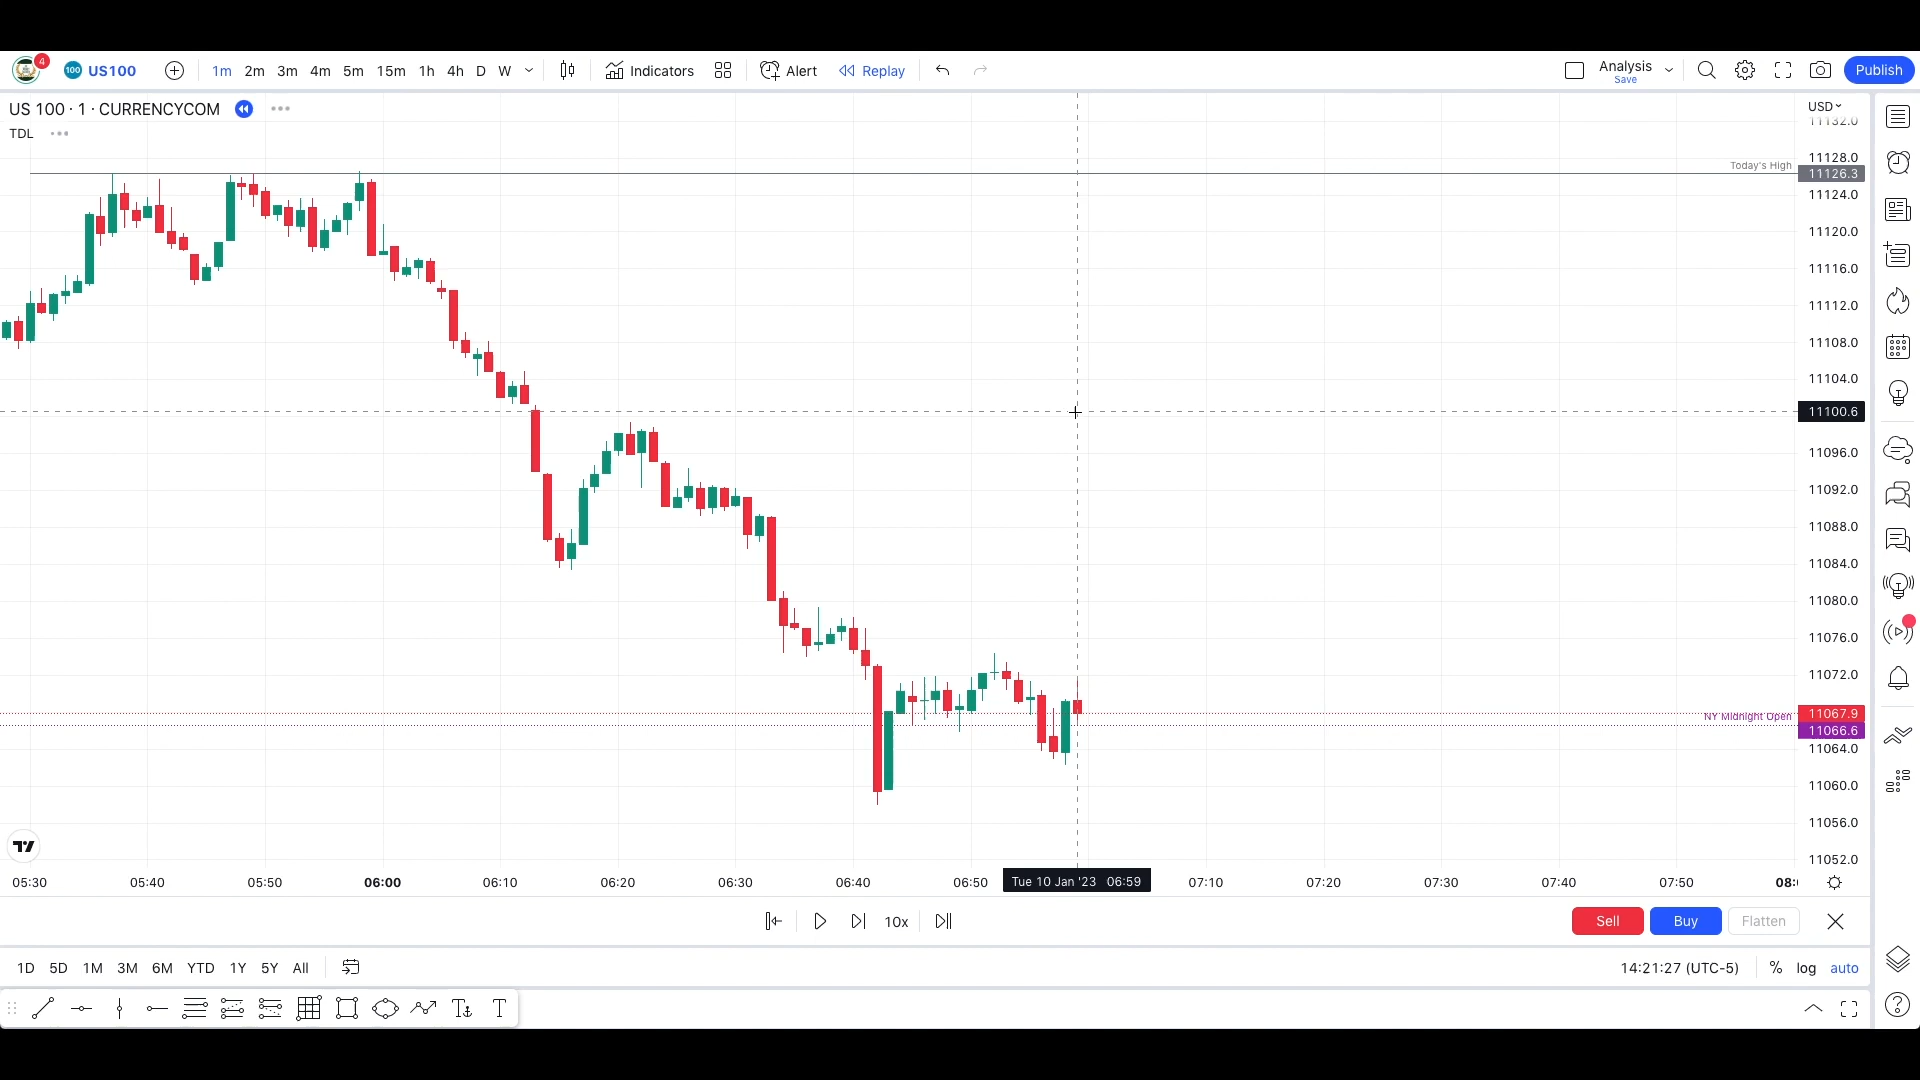 4
100 US100 1m 2m 3m 4m 5m 15m 1h 4h D W Indicators Alert Replay Analysis Save Publish
US 100 · 1 · CURRENCYCOM
TDL
USD
11132.0
11128.0
Today's High 11126.3
11124.0
11120.0
11116.0
11112.0
11108.0
11104.0
11100.6
11096.0
11092.0
11088.0
11084.0
11080.0
11076.0
11072.0
11067.9
NY Midnight Open 11066.6
11064.0
11060.0
11056.0
11052.0
05:30 05:40 05:50 06:00 06:10 06:20 06:30 06:40 06:50 Tue 10 Jan '23 06:59 07:10 07:20 07:30 07:40 07:50
10x Sell Buy Flatten
1D 5D 1M 3M 6M YTD 1Y 5Y All 14:21:27 (UTC-5) % log auto